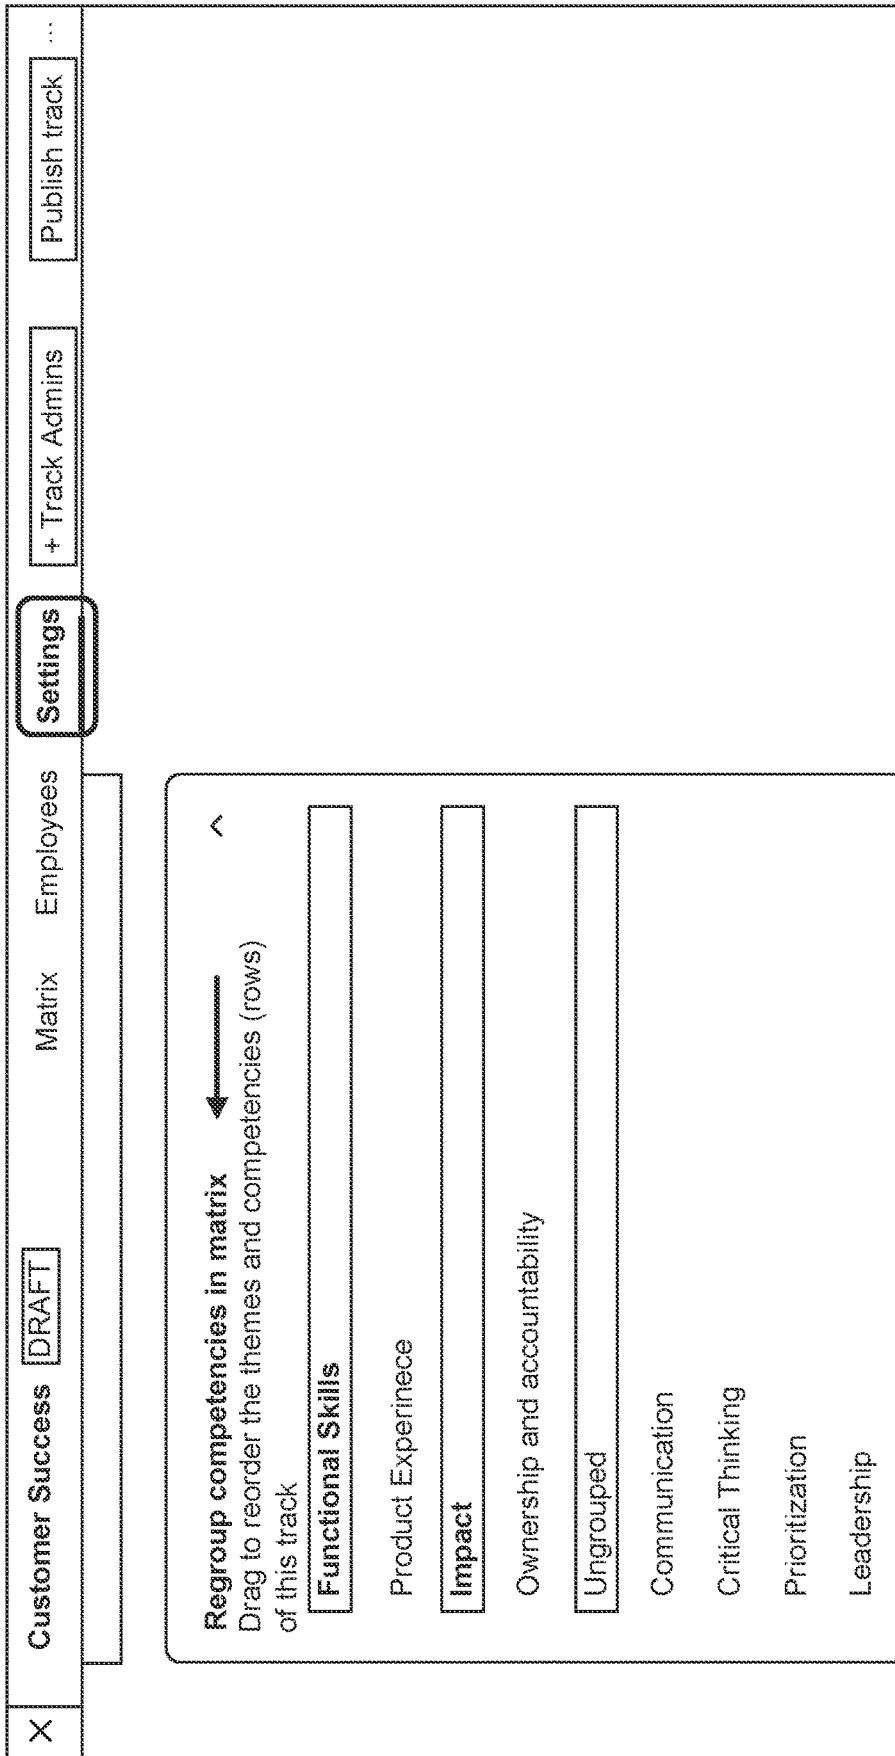 X
Customer Success DRAFT Matrix Employees Settings + Track Admins Publish track ...
Regroup competencies in matrix
Drag to reorder the themes and competencies (rows)
of this track
Functional Skills
Product Experinece
Impact
Ownership and accountability
Ungrouped
Communication
Critical Thinking
Prioritization
Leadership